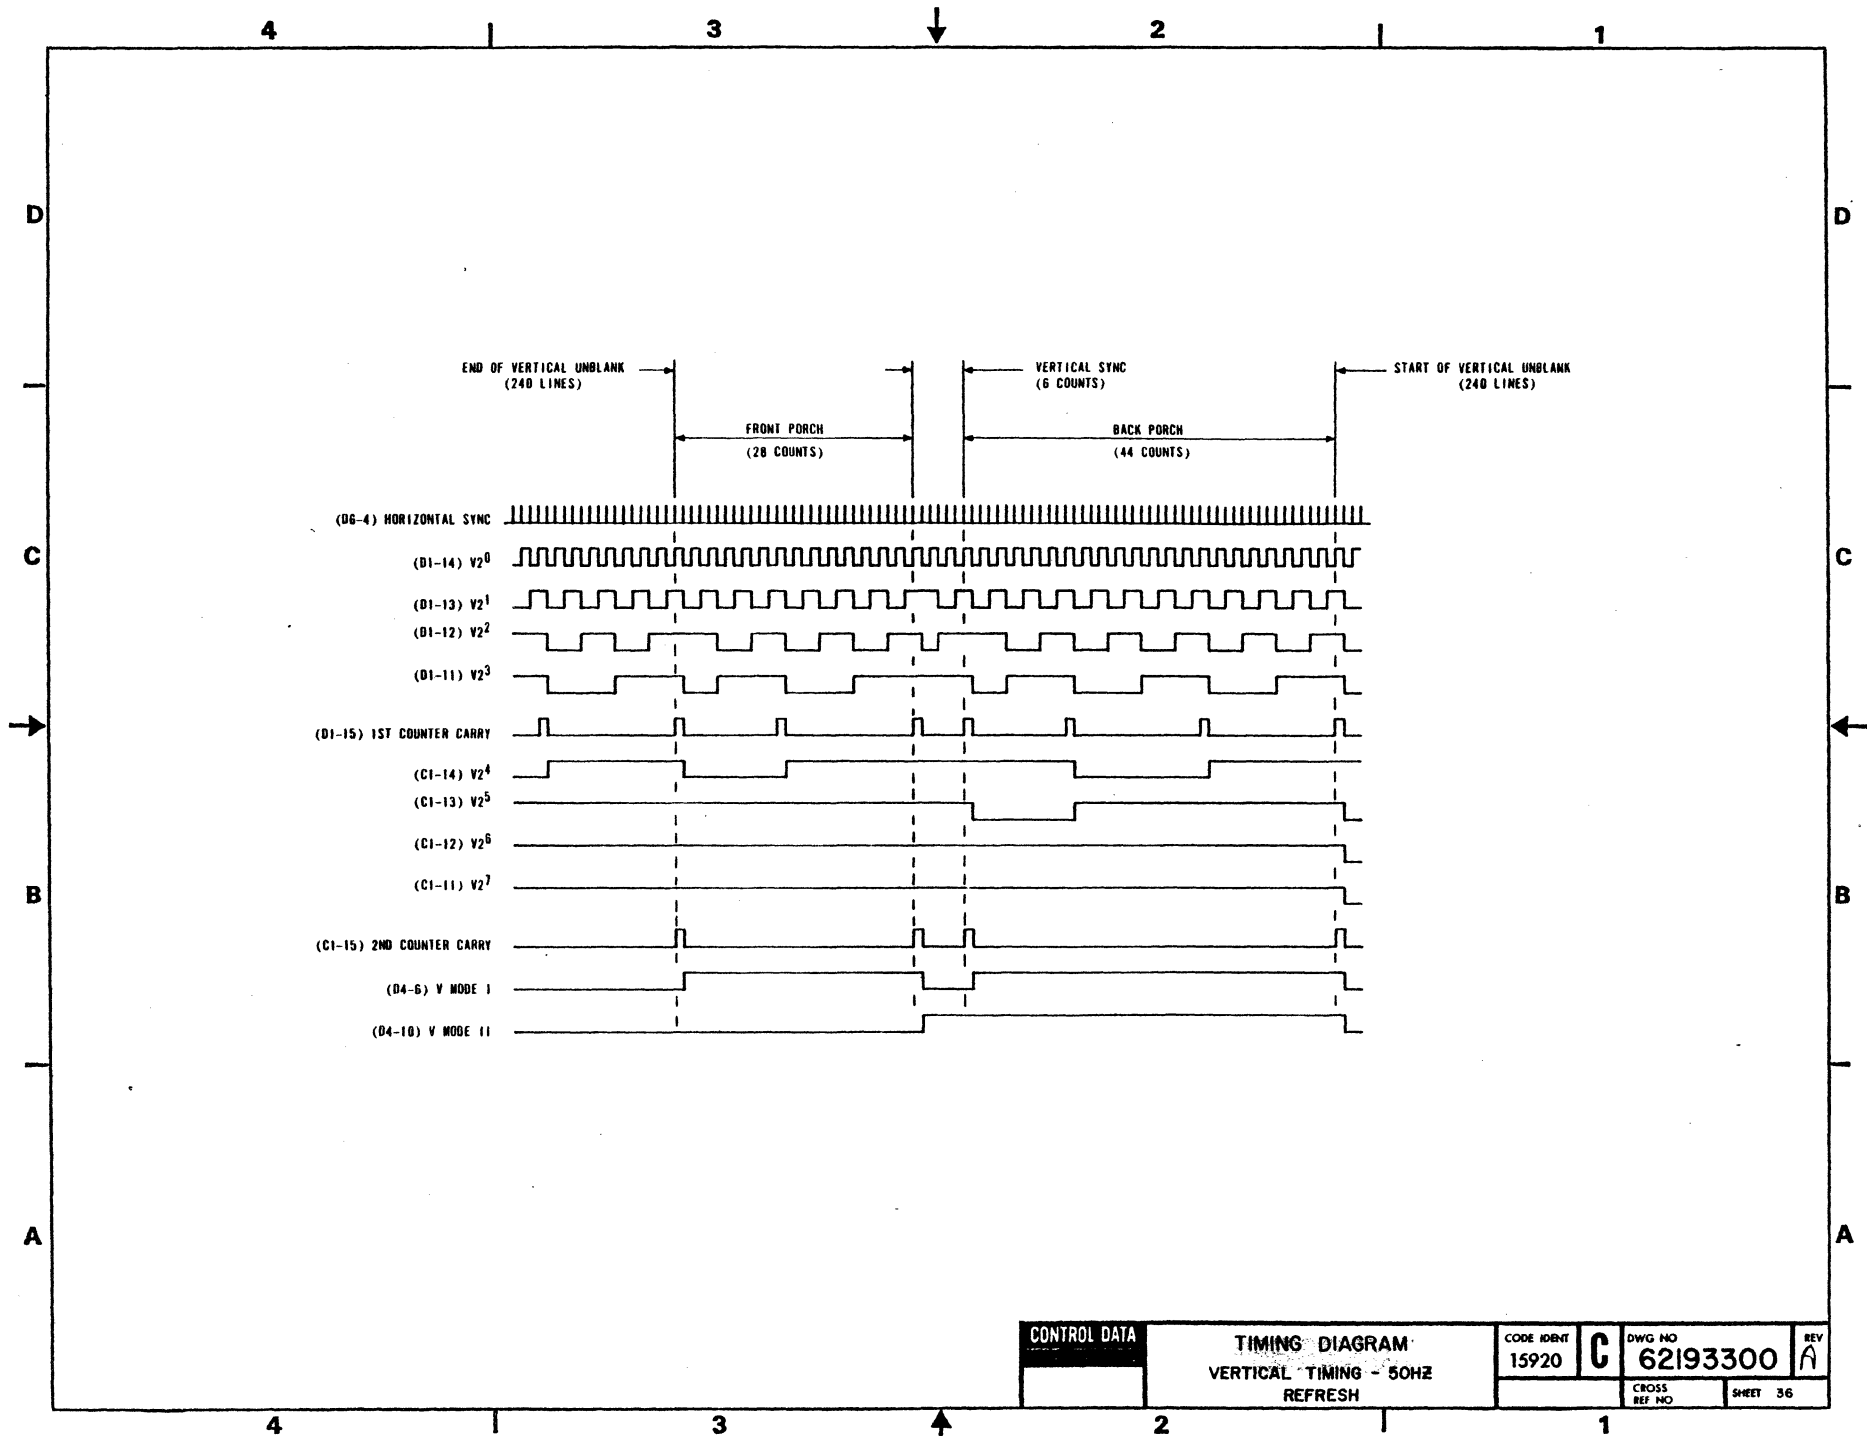 4 3 2 1
D D
END OF VERTICAL UNBLANK
(240 LINES)
VERTICAL SYNC
(6 COUNTS)
START OF VERTICAL UNBLANK
(240 LINES)
FRONT PORCH
(28 COUNTS)
BACK PORCH
(44 COUNTS)
(D6-4) HORIZONTAL SYNC
C C
(D1-14) V2⁰
(D1-13) V2¹
(D1-12) V2²
(D1-11) V2³
(D1-15) 1ST COUNTER CARRY
(C1-14) V2⁴
(C1-13) V2⁵
(C1-12) V2⁶
(C1-11) V2⁷
B B
(C1-15) 2ND COUNTER CARRY
(D4-6) V MODE I
(D4-10) V MODE II
A A
CONTROL DATA
TIMING DIAGRAM
VERTICAL TIMING - 50HZ
REFRESH
CODE IDENT
15920
C
DWG NO
62193300
REV
A
CROSS
REF NO
SHEET 36
4 3 2 1